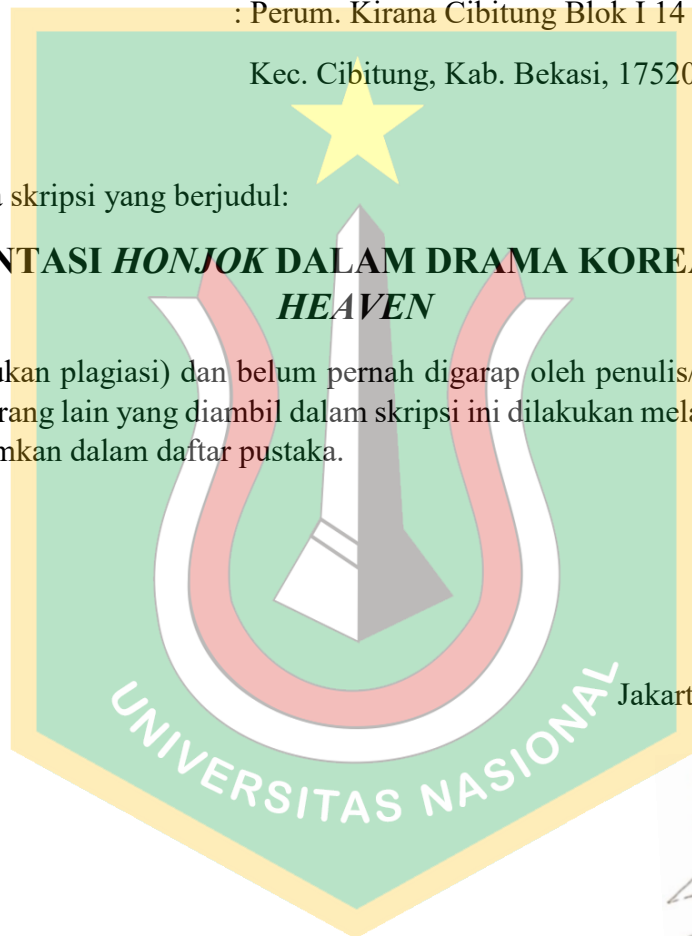 : Perum. Kirana Cibitung Blok I 14
Kec. Cibitung, Kab. Bekasi, 17520
skripsi yang berjudul:
NTASI HONJOK DALAM DRAMA KOREA
HEAVEN
ukan plagiasi) dan belum pernah digarap oleh penulis/
rang lain yang diambil dalam skripsi ini dilakukan mela
mkan dalam daftar pustaka.
Jakart
UNIVERSITAS NASIONAL